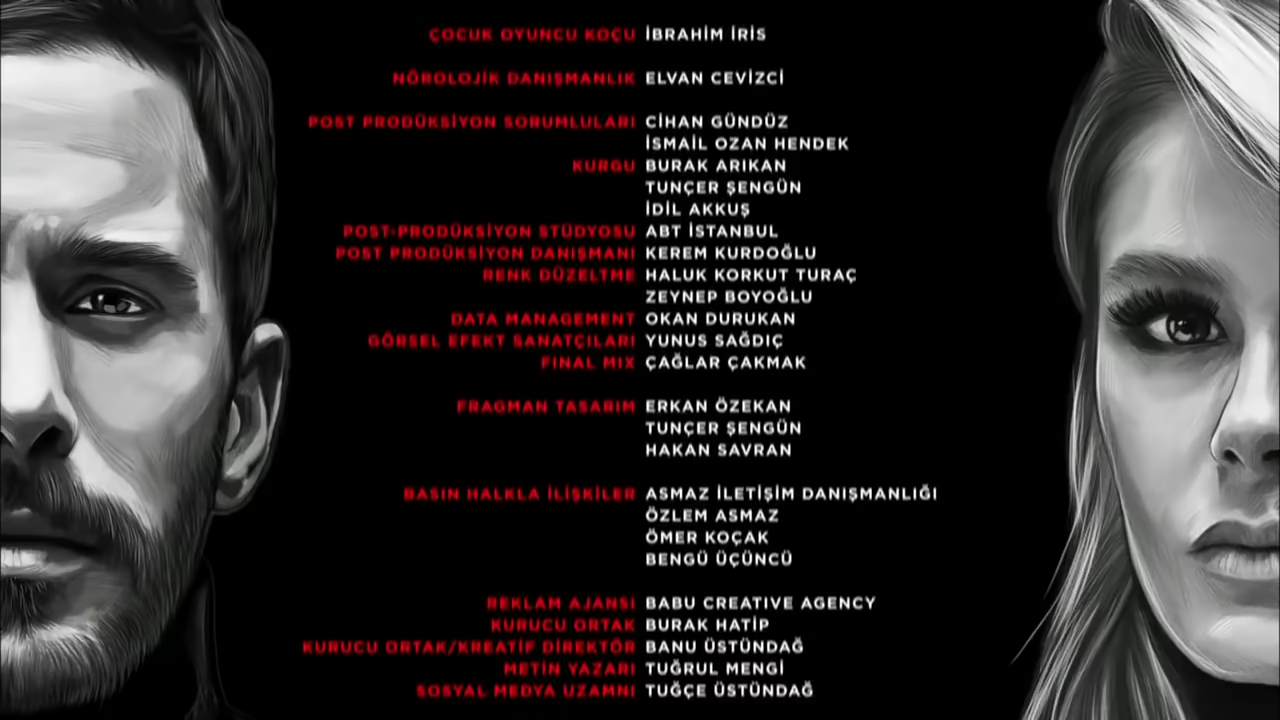 ÇOCUK OYUNCU KOÇU İBRAHİM İRİS
NÖROLOJİK DANIŞMANLIK ELVAN CEVİZCİ
POST PRODÜKSİYON SORUMLULARI CİHAN GÜNDÜZ
İSMAİL OZAN HENDEK
KURGU BURAK ARIKAN
TUNÇER ŞENGÜN
İDİL AKKUŞ
POST-PRODÜKSİYON STÜDYOSU ABT İSTANBUL
POST PRODÜKSİYON DANIŞMANI KEREM KURDOĞLU
RENK DÜZELTME HALUK KORKUT TURAÇ
ZEYNEP BOYOĞLU
DATA MANAGEMENT OKAN DURUKAN
GÖRSEL EFEKT SANATÇILARI YUNUS SAĞDIÇ
FINAL MIX ÇAĞLAR ÇAKMAK
FRAGMAN TASARIM ERKAN ÖZEKAN
TUNÇER ŞENGÜN
HAKAN SAVRAN
BASIN HALKLA İLİŞKİLER ASMAZ İLETİŞİM DANIŞMANLIĞI
ÖZLEM ASMAZ
ÖMER KOÇAK
BENGÜ ÜÇÜNCÜ
REKLAM AJANSI BABU CREATIVE AGENCY
KURUCU ORTAK BURAK HATİP
KURUCU ORTAK/KREATİF DİREKTÖR BANU ÜSTÜNDAĞ
METİN YAZARI TUĞRUL MENGİ
SOSYAL MEDYA UZAMNI TUĞÇE ÜSTÜNDAĞ